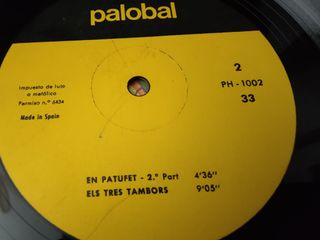 palobal
Impuesto de lujo
a metálico
Permiso n.º 6434
Made in Spain
2
PH - 1002
33
EN PATUFET - 2.ª Part 4'36"
ELS TRES TAMBORS 9'05"